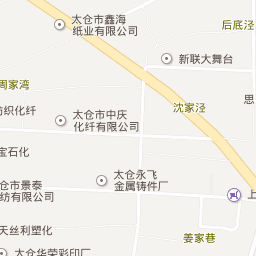 太仓市鑫海
纸业有限公司
后底泾
新联大舞台
周家湾
思
沈家泾
纺织化纤
太仓市中庆
化纤有限公司
宝石化
太仓永飞
金属铸件厂
仓市景泰
纺有限公司
上
天丝利塑化
姜家巷
太仓华荣彩印厂